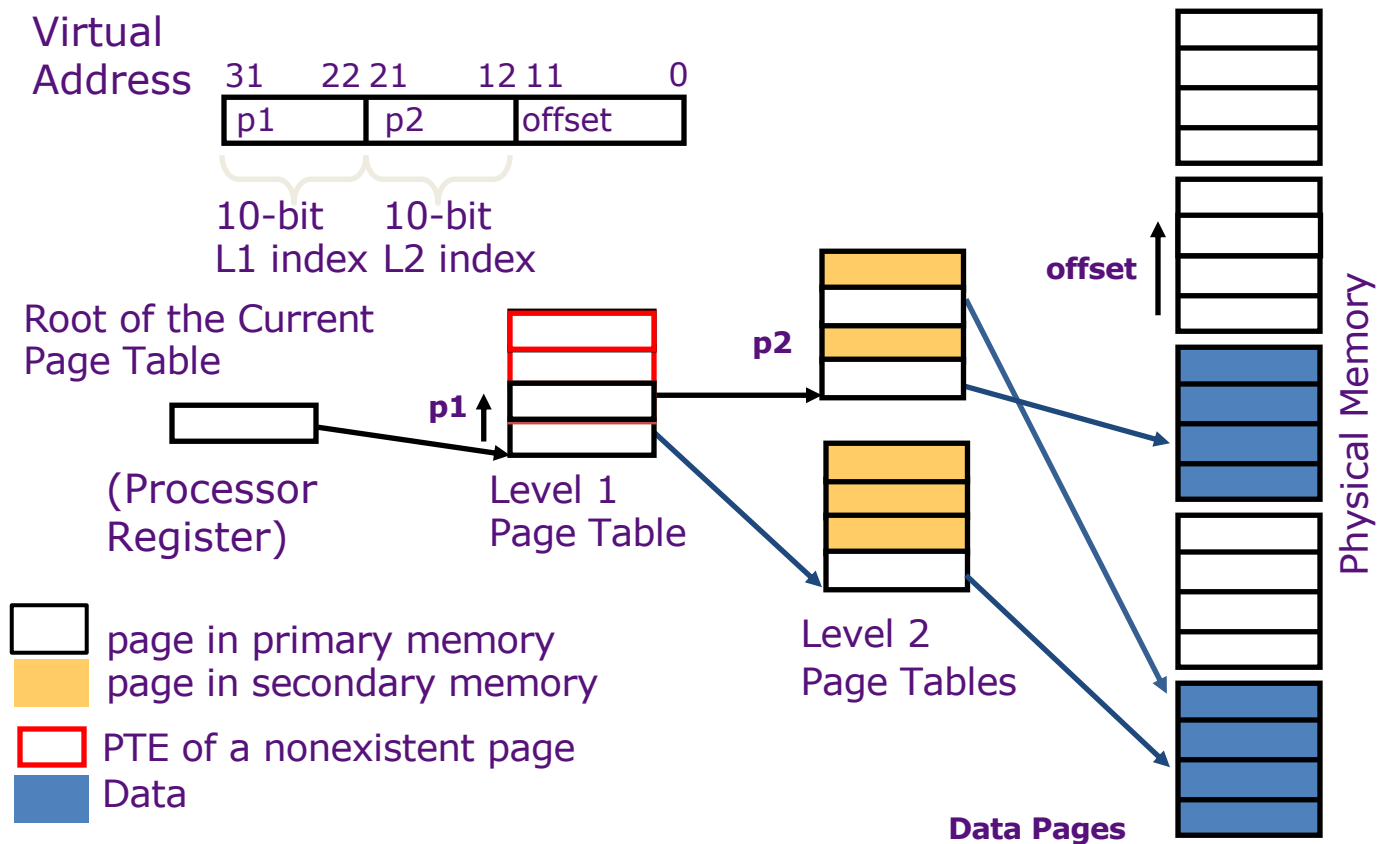 Virtual
Address
31 22 21 12 11 0
p1 p2 offset
10-bit 10-bit
L1 index L2 index
Root of the Current
Page Table
p1
p2
offset
(Processor
Register)
Level 1
Page Table
Level 2
Page Tables
Physical Memory
page in primary memory
page in secondary memory
PTE of a nonexistent page
Data
Data Pages